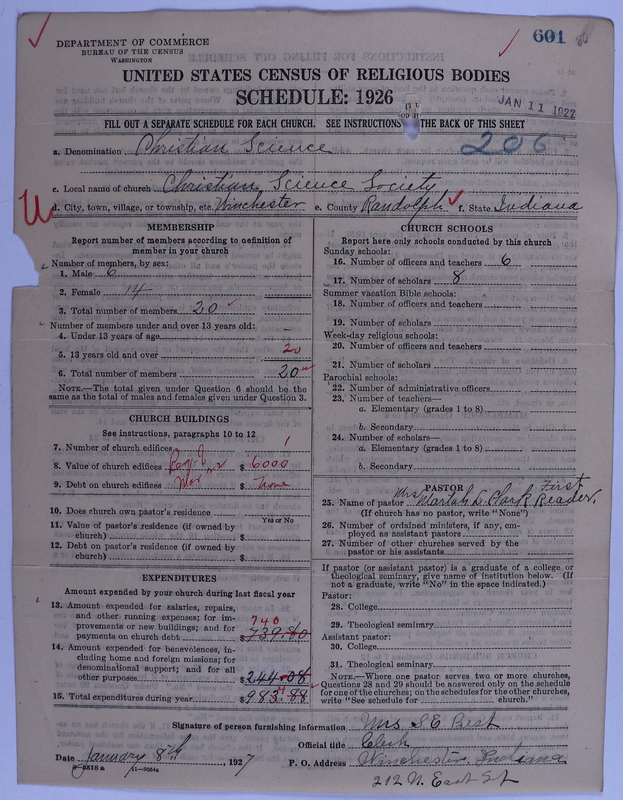 601
DEPARTMENT OF COMMERCE
BUREAU OF THE CENSUS
WASHINGTON
UNITED STATES CENSUS OF RELIGIOUS BODIES
SCHEDULE: 1926
JAN 11 1927
FILL OUT A SEPARATE SCHEDULE FOR EACH CHURCH. SEE INSTRUCTIONS THE BACK OF THIS SHEET
206
a. Denomination Christian Science
c. Local name of church Christian Science Society
d. City, town, village, or township, etc. Winchester e. County Randolph f. State Indiana
MEMBERSHIP
Report number of members according to definition of
member in your church
Number of members, by sex:
1. Male 6
2. Female 14
3. Total number of members 20
Number of members under and over 13 years old:
4. Under 13 years of age –
5. 13 years old and over 20
6. Total number of members 20
NOTE.—The total given under Question 6 should be the
same as the total of males and females given under Question 3.
CHURCH BUILDINGS
See instructions, paragraphs 10 to 12
7. Number of church edifices 1
8. Value of church edifices $ 6000
9. Debt on church edifices $ None
10. Does church own pastor's residence
Yes or No
11. Value of pastor's residence (if owned by
church) $
12. Debt on pastor's residence (if owned by
church) $
EXPENDITURES
Amount expended by your church during last fiscal year
13. Amount expended for salaries, repairs,
and other running expenses; for im-
provements or new buildings; and for
payments on church debt $ 739.80
740
14. Amount expended for benevolences, in-
cluding home and foreign missions; for
denominational support; and for all
other purposes $ 244.08
15. Total expenditures during year $ 983.88
4
CHURCH SCHOOLS
Report here only schools conducted by this church
Sunday schools:
16. Number of officers and teachers 6
17. Number of scholars 8
Summer vacation Bible schools:
18. Number of officers and teachers
19. Number of scholars
Week-day religious schools:
20. Number of officers and teachers
21. Number of scholars
Parochial schools:
22. Number of administrative officers
23. Number of teachers—
a. Elementary (grades 1 to 8)
b. Secondary
24. Number of scholars—
a. Elementary (grades 1 to 8)
b. Secondary
PASTOR
25. Name of pastor Mrs Martah L. Clark First Reader
(If church has no pastor, write "None")
26. Number of ordained ministers, if any, em-
ployed as assistant pastors
27. Number of other churches served by the
pastor or his assistants
If pastor (or assistant pastor) is a graduate of a college or
theological seminary, give name of institution below. (If
not a graduate, write "No" in the space indicated.)
Pastor:
28. College
29. Theological seminary
Assistant pastor:
30. College
31. Theological seminary
NOTE.—Where one pastor serves two or more churches,
Questions 28 and 29 should be answered only on the schedule
for one of the churches; on the schedules for the other churches,
write "See schedule for church."
Signature of person furnishing information Mrs. S. E. Best
Official title Clerk
Date January 8th, 1927 P. O. Address Winchester, Indiana
212 N. East St